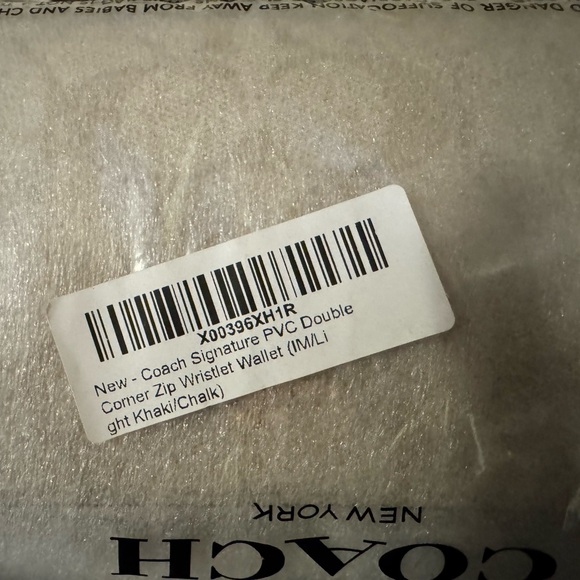 DANGER OF SUFFOCATION KEEP AWAY FROM BABIES AND CH
X00396XH1R
New - Coach Signature PVC Double
Corner Zip Wristlet Wallet (IM/Li
ght Khaki/Chalk)
NEW YORK
COACH